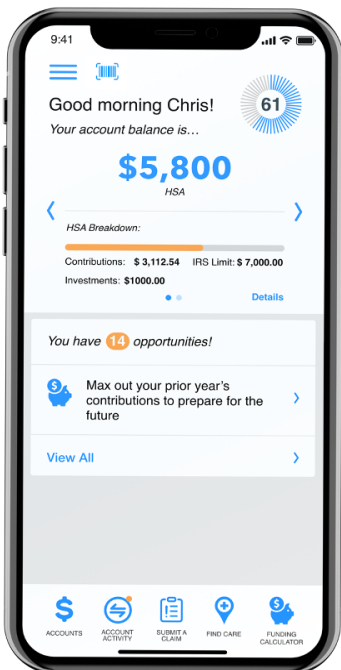 9:41
Good morning Chris!
61
Your account balance is...
$5,800
HSA
HSA Breakdown:
Contributions: $ 3,112.54 IRS Limit: $ 7,000.00
Investments: $1000.00
Details
You have 14 opportunities!
Max out your prior year's
contributions to prepare for the
future
View All
ACCOUNTS
ACCOUNT
ACTIVITY
SUBMIT A
CLAIM
FIND CARE
FUNDING
CALCULATOR